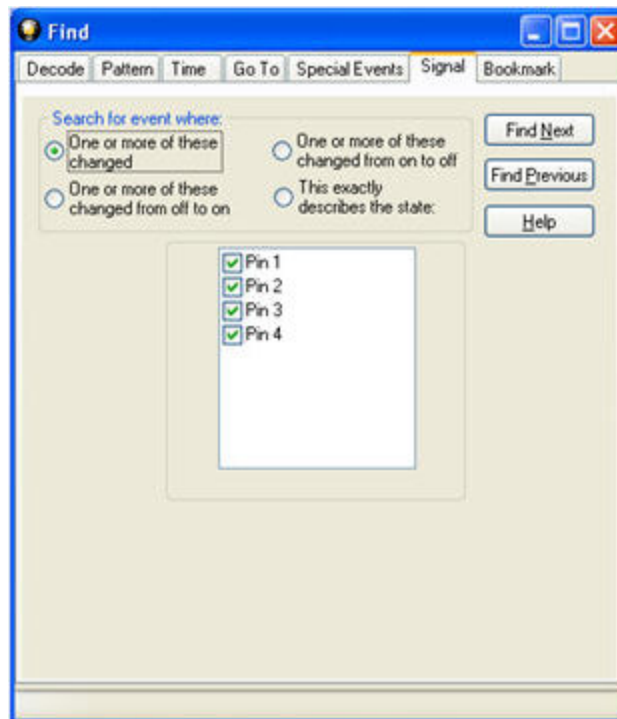 Find
Decode Pattern Time Go To Special Events Signal Bookmark
Search for event where:
One or more of these
changed
One or more of these
changed from on to off
One or more of these
changed from off to on
This exactly
describes the state:
Find Next
Find Previous
Help
Pin 1
Pin 2
Pin 3
Pin 4